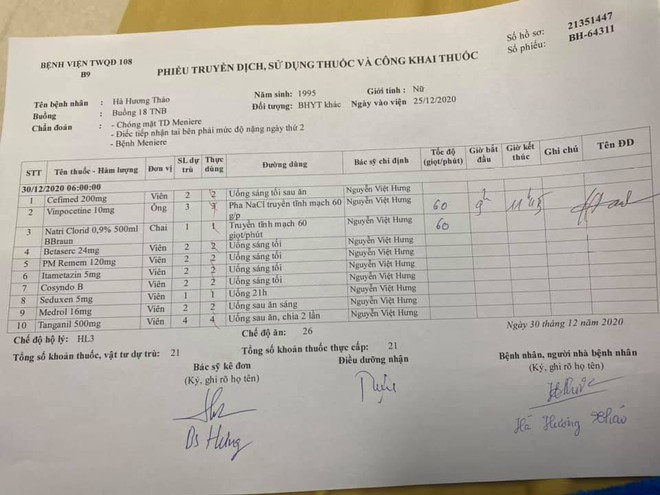 BỆNH VIỆN TWQĐ 108
B9
PHIẾU TRUYỀN DỊCH, SỬ DỤNG THUỐC VÀ CÔNG KHAI THUỐC
Số hồ sơ: 21351447
Số phiếu: BH-64311
Tên bệnh nhân : Hà Hương Thảo Năm sinh: 1995 Giới tính : Nữ
Buồng : Buồng 18 TNB Đối tượng: BHYT khác Ngày vào viện 25/12/2020
Chẩn đoán : - Chóng mặt TD Meniere
- Điếc tiếp nhận tai bên phải mức độ nặng ngày thứ 2
- Bệnh Meniere
STT Tên thuốc - Hàm lượng Đơn vị SL dự trù Thực dùng Đường dùng Bác sỹ chỉ định Tốc độ (giọt/phút) Giờ bắt đầu Giờ kết thúc Ghi chú Tên ĐD
30/12/2020 06:00:00
1 Cefimed 200mg Viên 2 2 Uống sáng tối sau ăn Nguyễn Việt Hưng
2 Vinpocetine 10mg Ống 3 Pha NaCl truyền tĩnh mạch 60 g/p Nguyễn Việt Hưng 60
3 Natri Clorid 0,9% 500ml BBraun Chai 1 1 Truyền tĩnh mạch 60 giọt/phút Nguyễn Việt Hưng 60
4 Betaserc 24mg Viên 2 2 Uống sáng tối Nguyễn Việt Hưng
5 PM Remem 120mg Viên 2 2 Uống sáng tối Nguyễn Việt Hưng
6 Itametazin 5mg Viên 2 2 Uống sáng tối Nguyễn Việt Hưng
7 Cosyndo B Viên 2 2 Uống sáng tối Nguyễn Việt Hưng
8 Seduxen 5mg Viên 1 1 Uống 21h Nguyễn Việt Hưng
9 Medrol 16mg Viên 2 2 Uống sau ăn sáng Nguyễn Việt Hưng
10 Tanganil 500mg Viên 4 4 Uống sau ăn, chia 2 lần Nguyễn Việt Hưng
Chế độ hộ lý: HL3 Chế độ ăn: 26
Ngày 30 tháng 12 năm 2020
Tổng số khoản thuốc, vật tư dự trù: 21 Tổng số khoản thuốc thực cấp: 21
Bác sỹ kê đơn Điều dưỡng nhận Bệnh nhân, người nhà bệnh nhân
(Ký, ghi rõ họ tên) (Ký, ghi rõ họ tên)
Bs Hưng
Hà Hương Thảo